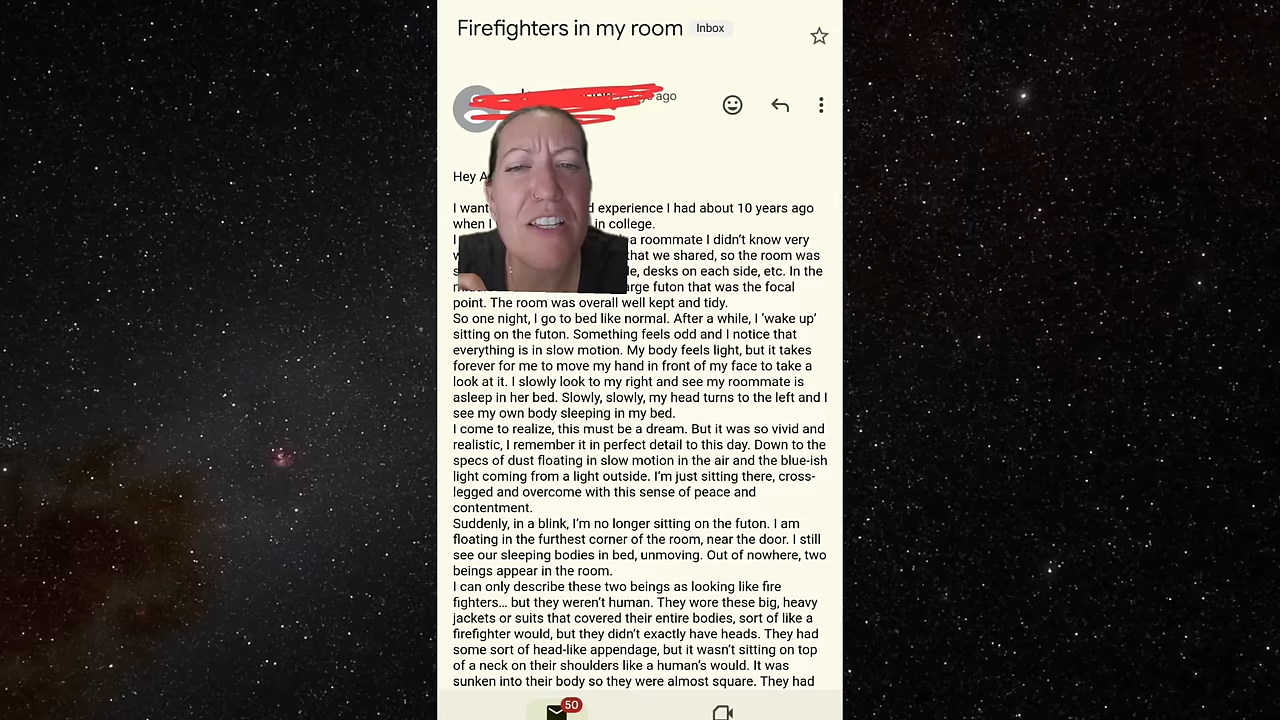 Firefighters in my room Inbox
ago
Hey
I want experience I had about 10 years ago
when I in college.
I a roommate I didn’t know very
that we shared, so the room was
desks on each side, etc. In the
futon that was the focal
point. The room was overall well kept and tidy.
So one night, I go to bed like normal. After a while, I ‘wake up’
sitting on the futon. Something feels odd and I notice that
everything is in slow motion. My body feels light, but it takes
forever for me to move my hand in front of my face to take a
look at it. I slowly look to my right and see my roommate is
asleep in her bed. Slowly, slowly, my head turns to the left and I
see my own body sleeping in my bed.
I come to realize, this must be a dream. But it was so vivid and
realistic, I remember it in perfect detail to this day. Down to the
specs of dust floating in slow motion in the air and the blue-ish
light coming from a light outside. I’m just sitting there, cross-
legged and overcome with this sense of peace and
contentment.
Suddenly, in a blink, I’m no longer sitting on the futon. I am
floating in the furthest corner of the room, near the door. I still
see our sleeping bodies in bed, unmoving. Out of nowhere, two
beings appear in the room.
I can only describe these two beings as looking like fire
fighters… but they weren’t human. They wore these big, heavy
jackets or suits that covered their entire bodies, sort of like a
firefighter would, but they didn’t exactly have heads. They had
some sort of head-like appendage, but it wasn’t sitting on top
of a neck on their shoulders like a human’s would. It was
sunken into their body so they were almost square. They had
50